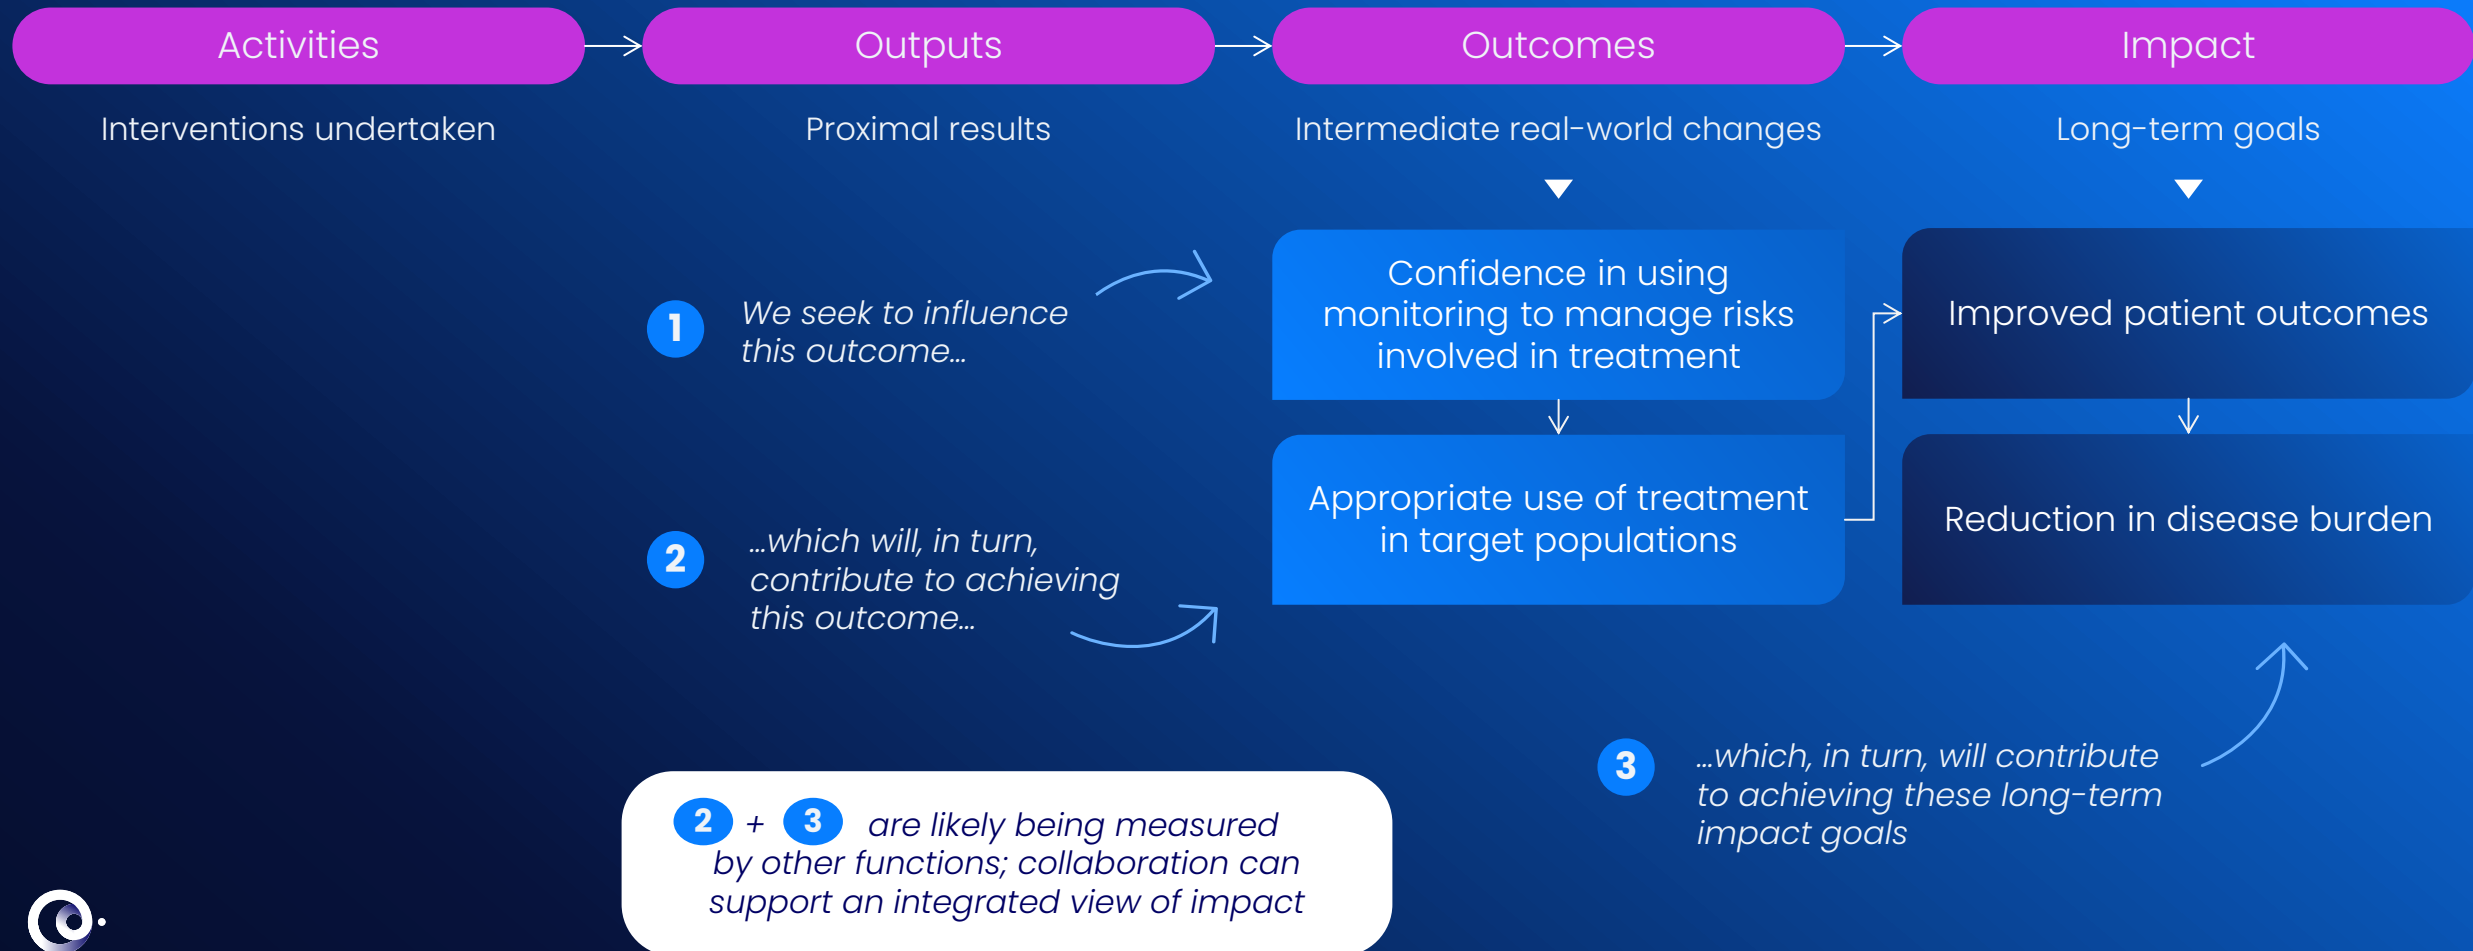 Activities
Outputs
Outcomes
Impact
Interventions undertaken
Proximal results
Intermediate real-world changes
Long-term goals
1
We seek to influence
this outcome...
Confidence in using
monitoring to manage risks
involved in treatment
Improved patient outcomes
2
...which will, in turn,
contribute to achieving
this outcome...
Appropriate use of treatment
in target populations
Reduction in disease burden
3
...which, in turn, will contribute
to achieving these long-term
impact goals
2 + 3 are likely being measured
by other functions; collaboration can
support an integrated view of impact